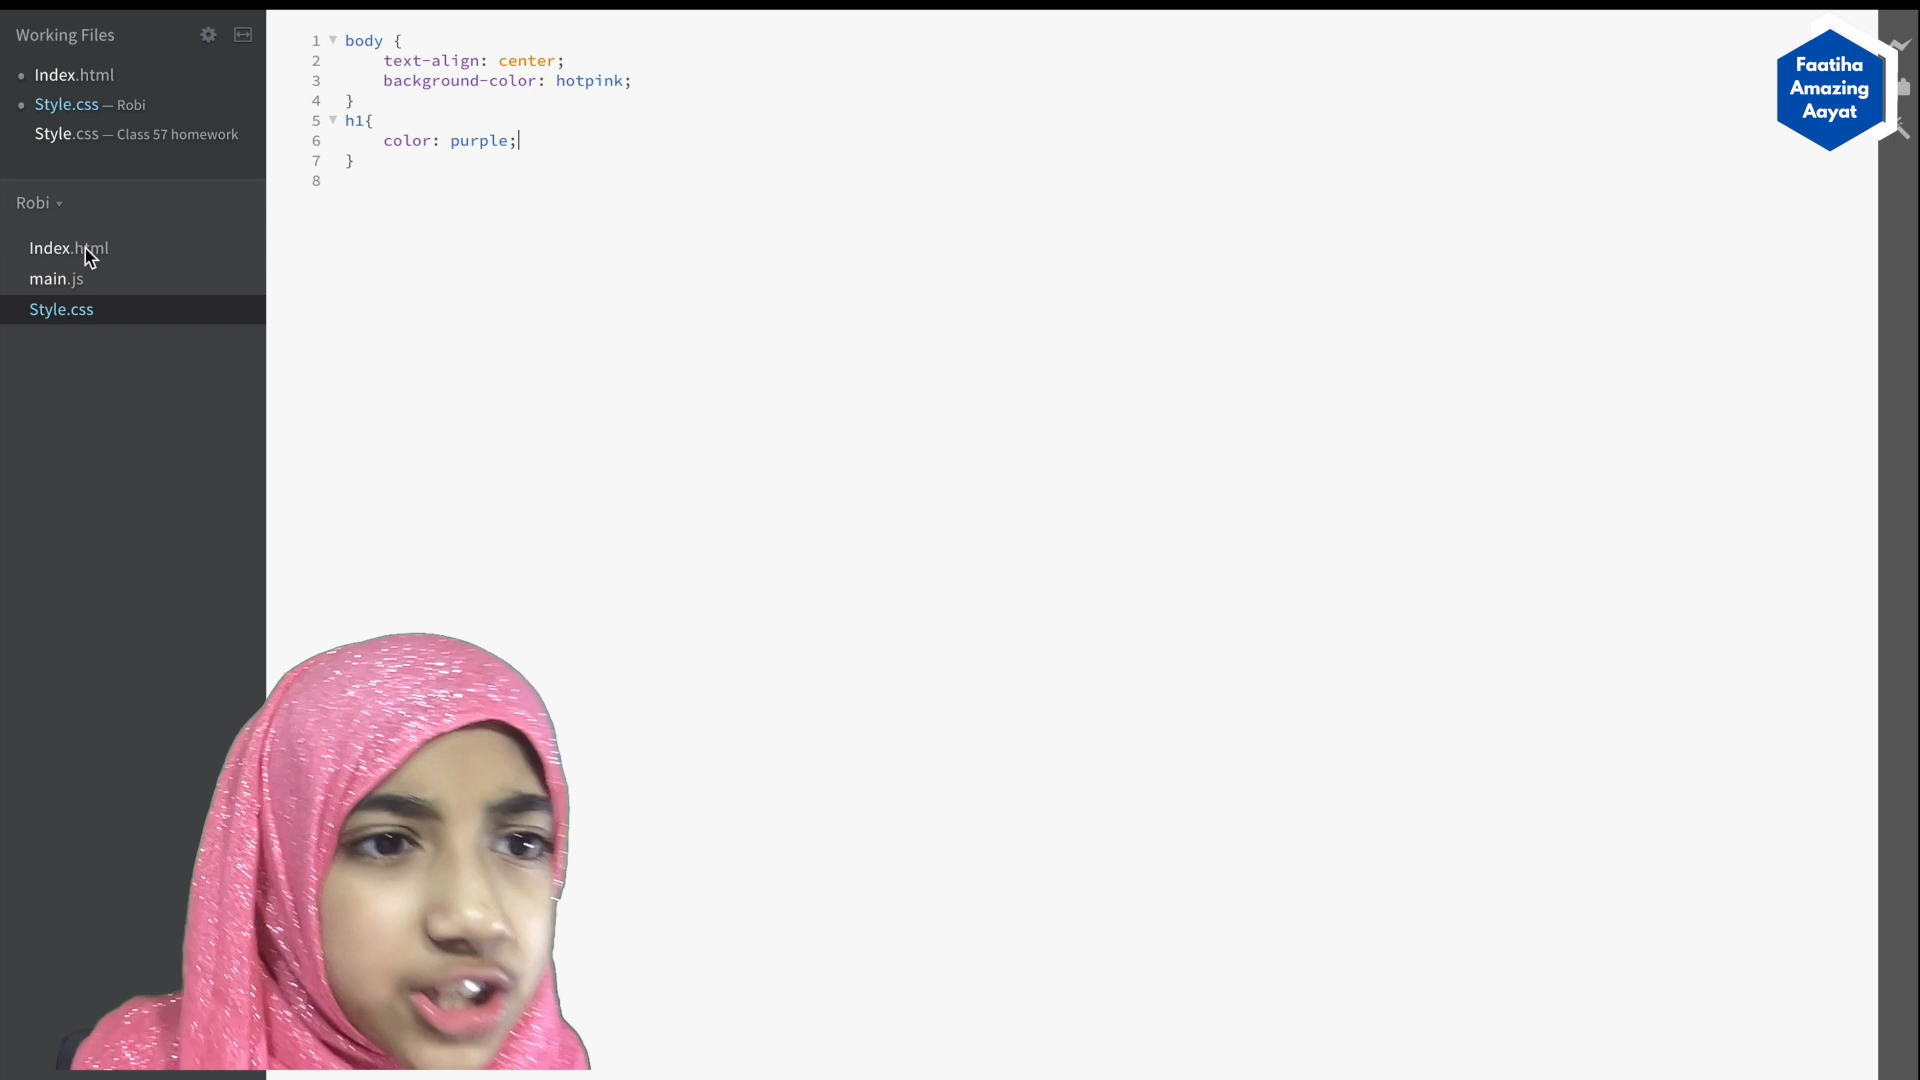 Working Files
Index.html
Style.css — Robi
Style.css — Class 57 homework
Robi
Index.html
main.js
Style.css
1 body {
2 text-align: center;
3 background-color: hotpink;
4 }
5 h1{
6 color: purple;
7 }
8
Faatiha
Amazing
Aayat